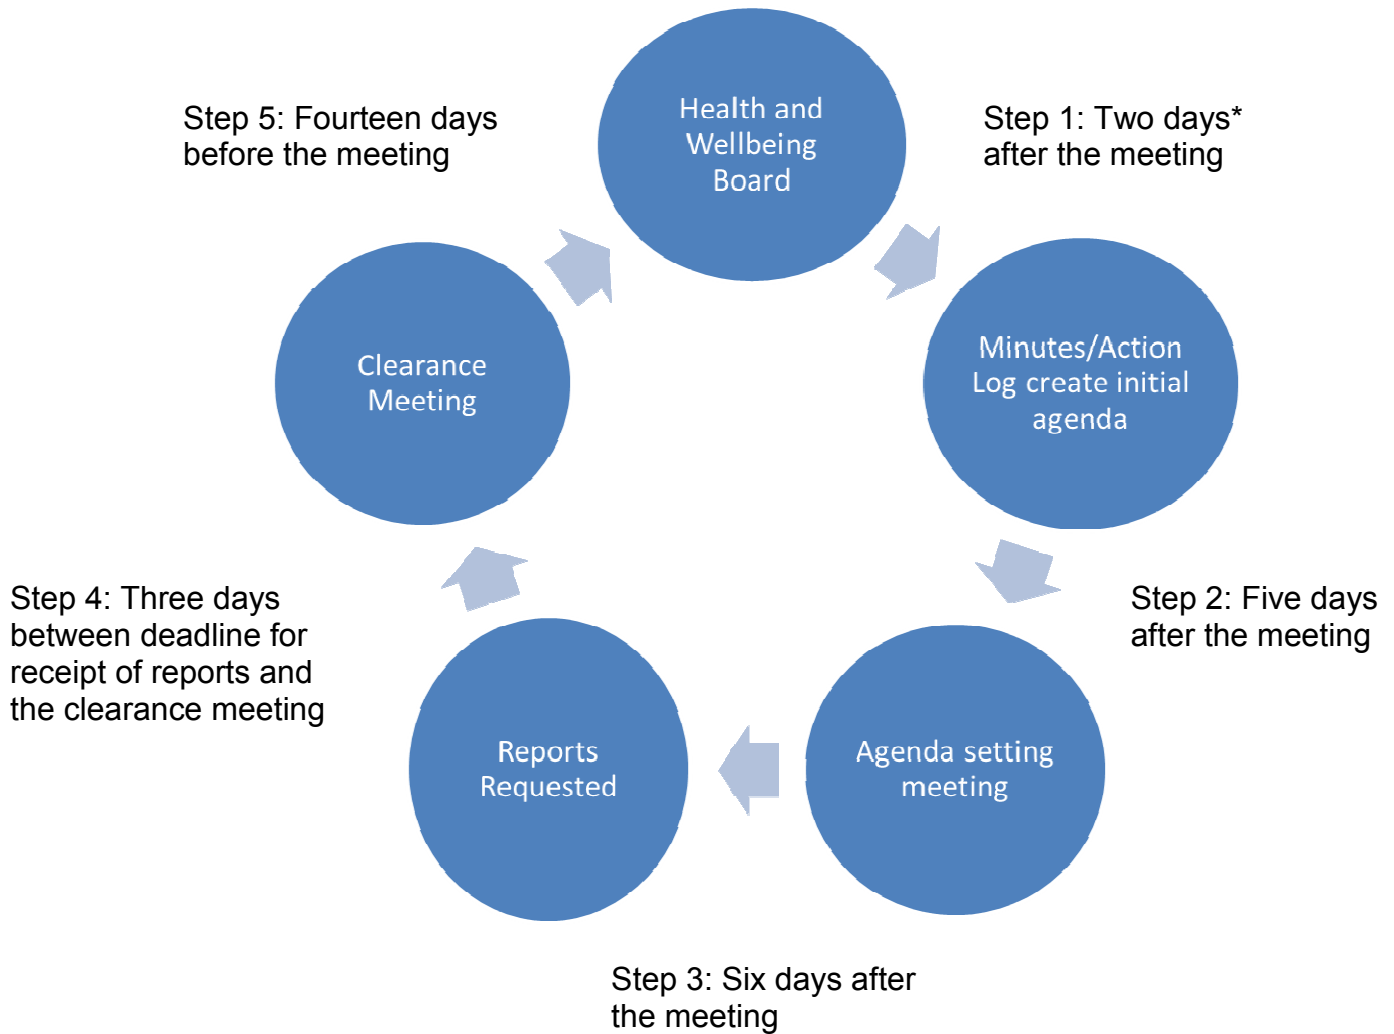 Health and
Wellbeing
Board
Step 1: Two days*
after the meeting
Minutes/Action
Log create initial
agenda
Step 2: Five days
after the meeting
Agenda setting
meeting
Step 3: Six days after
the meeting
Reports
Requested
Step 4: Three days
between deadline for
receipt of reports and
the clearance meeting
Clearance
Meeting
Step 5: Fourteen days
before the meeting